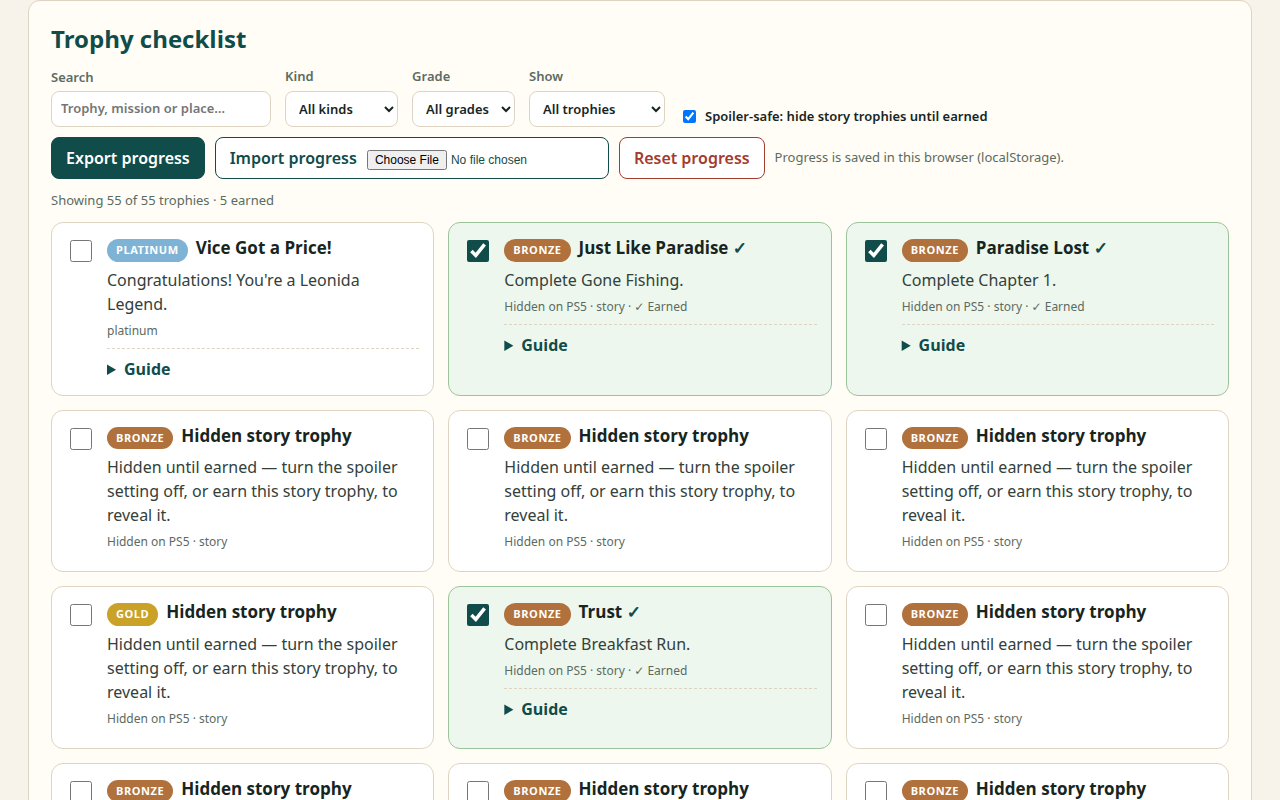 Trophy checklist
Search
Kind
Grade
Show
Trophy, mission or place...
All kinds
All grades
All trophies
Spoiler-safe: hide story trophies until earned
Export progress
Import progress
Choose File
No file chosen
Reset progress
Progress is saved in this browser (localStorage).
Showing 55 of 55 trophies · 5 earned
PLATINUM Vice Got a Price!
Congratulations! You're a Leonida
Legend.
platinum
▶ Guide
BRONZE Just Like Paradise ✓
Complete Gone Fishing.
Hidden on PS5 · story · ✓ Earned
▶ Guide
BRONZE Paradise Lost ✓
Complete Chapter 1.
Hidden on PS5 · story · ✓ Earned
▶ Guide
BRONZE Hidden story trophy
Hidden until earned — turn the spoiler
setting off, or earn this story trophy, to
reveal it.
Hidden on PS5 · story
BRONZE Hidden story trophy
Hidden until earned — turn the spoiler
setting off, or earn this story trophy, to
reveal it.
Hidden on PS5 · story
BRONZE Hidden story trophy
Hidden until earned — turn the spoiler
setting off, or earn this story trophy, to
reveal it.
Hidden on PS5 · story
GOLD Hidden story trophy
Hidden until earned — turn the spoiler
setting off, or earn this story trophy, to
reveal it.
Hidden on PS5 · story
BRONZE Trust ✓
Complete Breakfast Run.
Hidden on PS5 · story · ✓ Earned
▶ Guide
BRONZE Hidden story trophy
Hidden until earned — turn the spoiler
setting off, or earn this story trophy, to
reveal it.
Hidden on PS5 · story
BRONZE Hidden story trophy
BRONZE Hidden story trophy
BRONZE Hidden story trophy